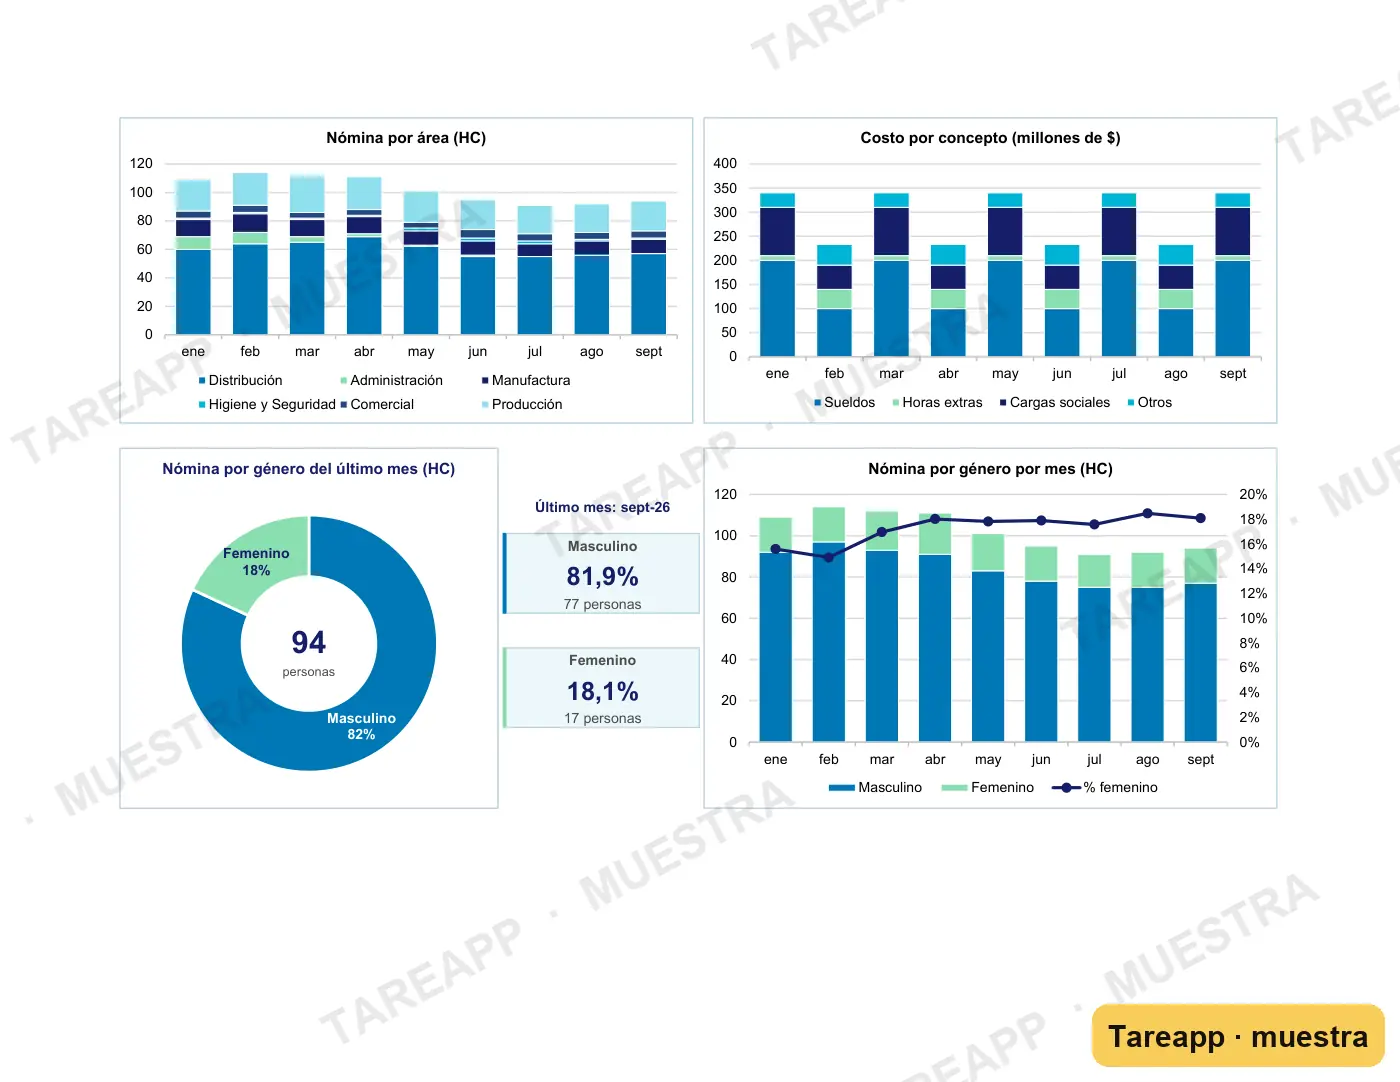 Nómina por área (HC)
120
100
80
60
40
20
0
ene feb mar abr may jun jul ago sept
Distribución Administración Manufactura
Higiene y Seguridad Comercial Producción
Costo por concepto (millones de $)
400
350
300
250
200
150
100
50
0
ene feb mar abr may jun jul ago sept
Sueldos Horas extras Cargas sociales Otros
Nómina por género del último mes (HC)
Femenino
18%
94
personas
Masculino
82%
Último mes: sept-26
Masculino
81,9%
77 personas
Femenino
18,1%
17 personas
Nómina por género por mes (HC)
120
100
80
60
40
20
0
20%
18%
16%
14%
12%
10%
8%
6%
4%
2%
0%
ene feb mar abr may jun jul ago sept
Masculino Femenino % femenino
TAREAPP · MUESTRA
TAREAPP · MUESTRA
TAREAPP · MUESTRA
Tareapp · muestra